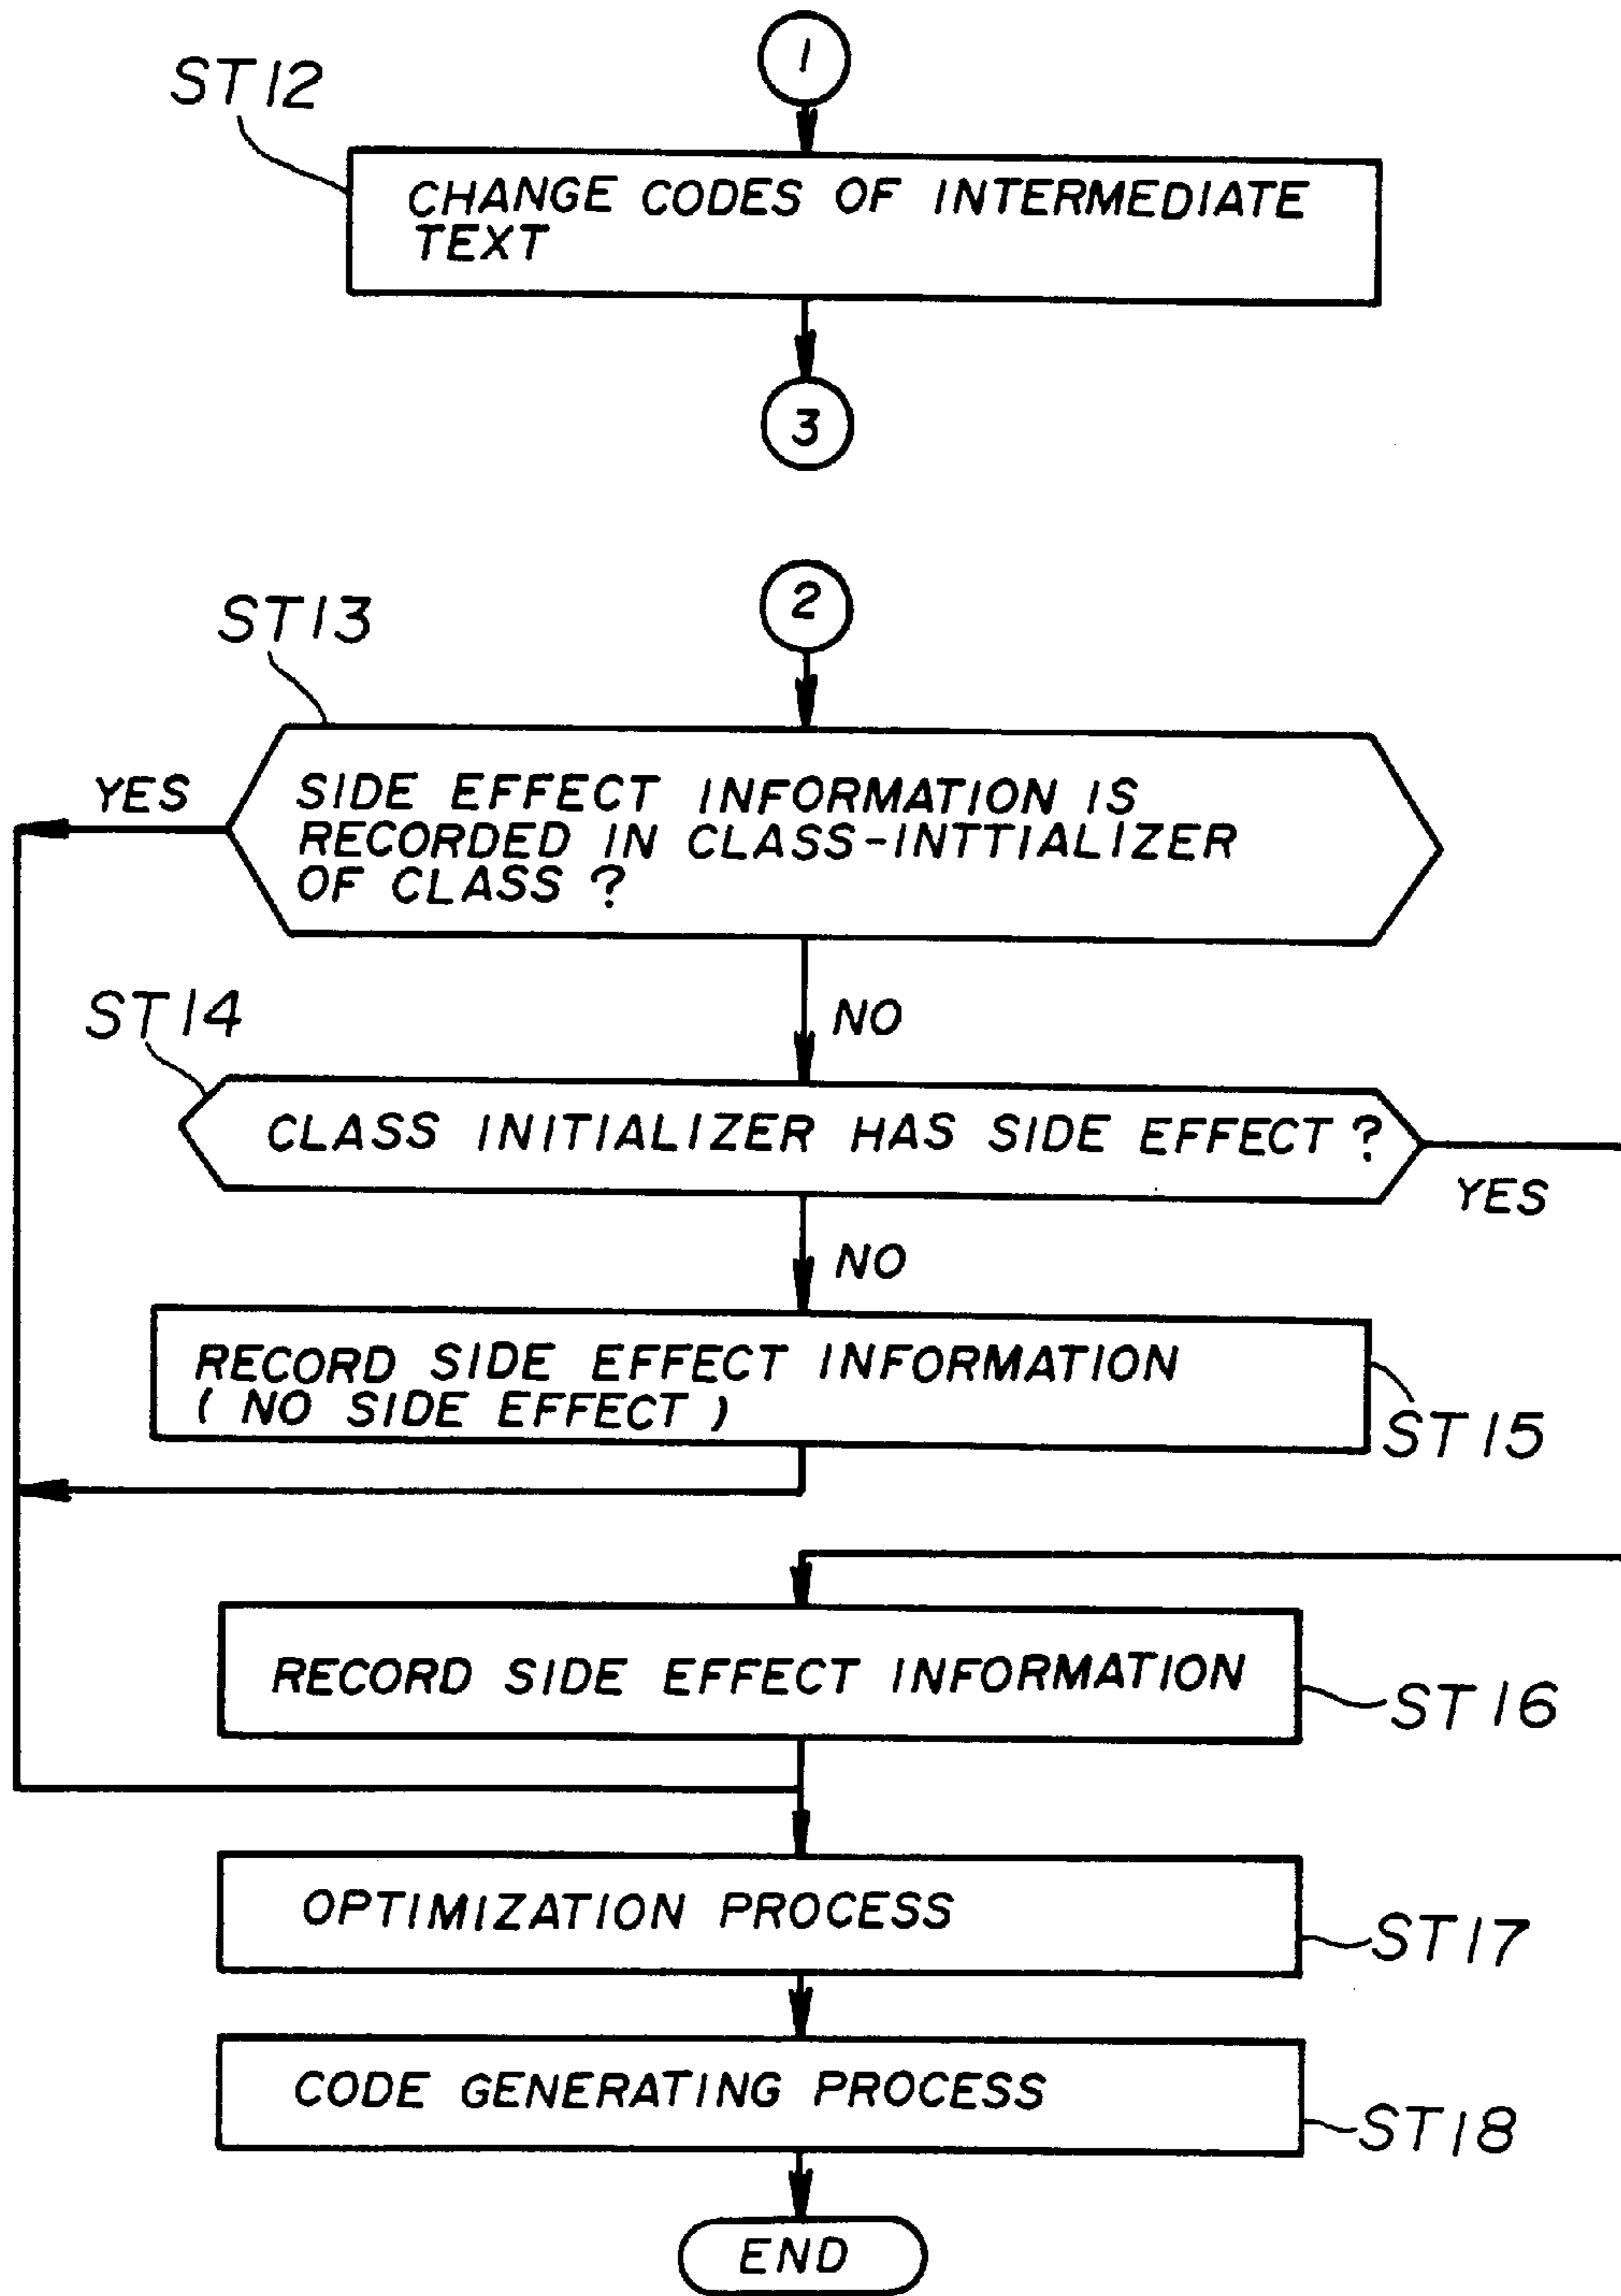 1
ST12
CHANGE CODES OF INTERMEDIATE
TEXT
3
2
ST13
YES
SIDE EFFECT INFORMATION IS
RECORDED IN CLASS-INTTIALIZER
OF CLASS ?
NO
ST14
CLASS INITIALIZER HAS SIDE EFFECT ?
YES
NO
RECORD SIDE EFFECT INFORMATION
( NO SIDE EFFECT )
ST15
RECORD SIDE EFFECT INFORMATION
ST16
OPTIMIZATION PROCESS
ST17
CODE GENERATING PROCESS
ST18
END